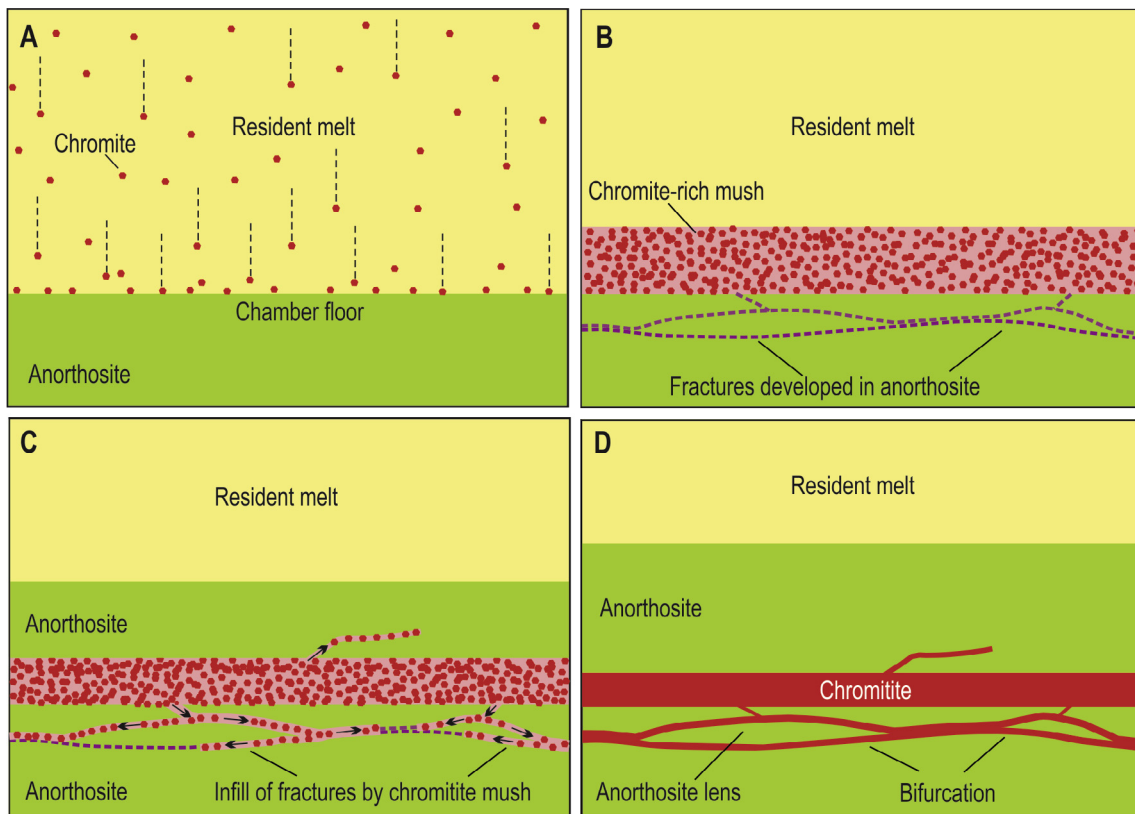 A
Resident melt
Chromite
Chamber floor
Anorthosite
B
Resident melt
Chromite-rich mush
Fractures developed in anorthosite
C
Resident melt
Anorthosite
Infill of fractures by chromitite mush
Anorthosite
D
Resident melt
Anorthosite
Chromitite
Anorthosite lens
Bifurcation